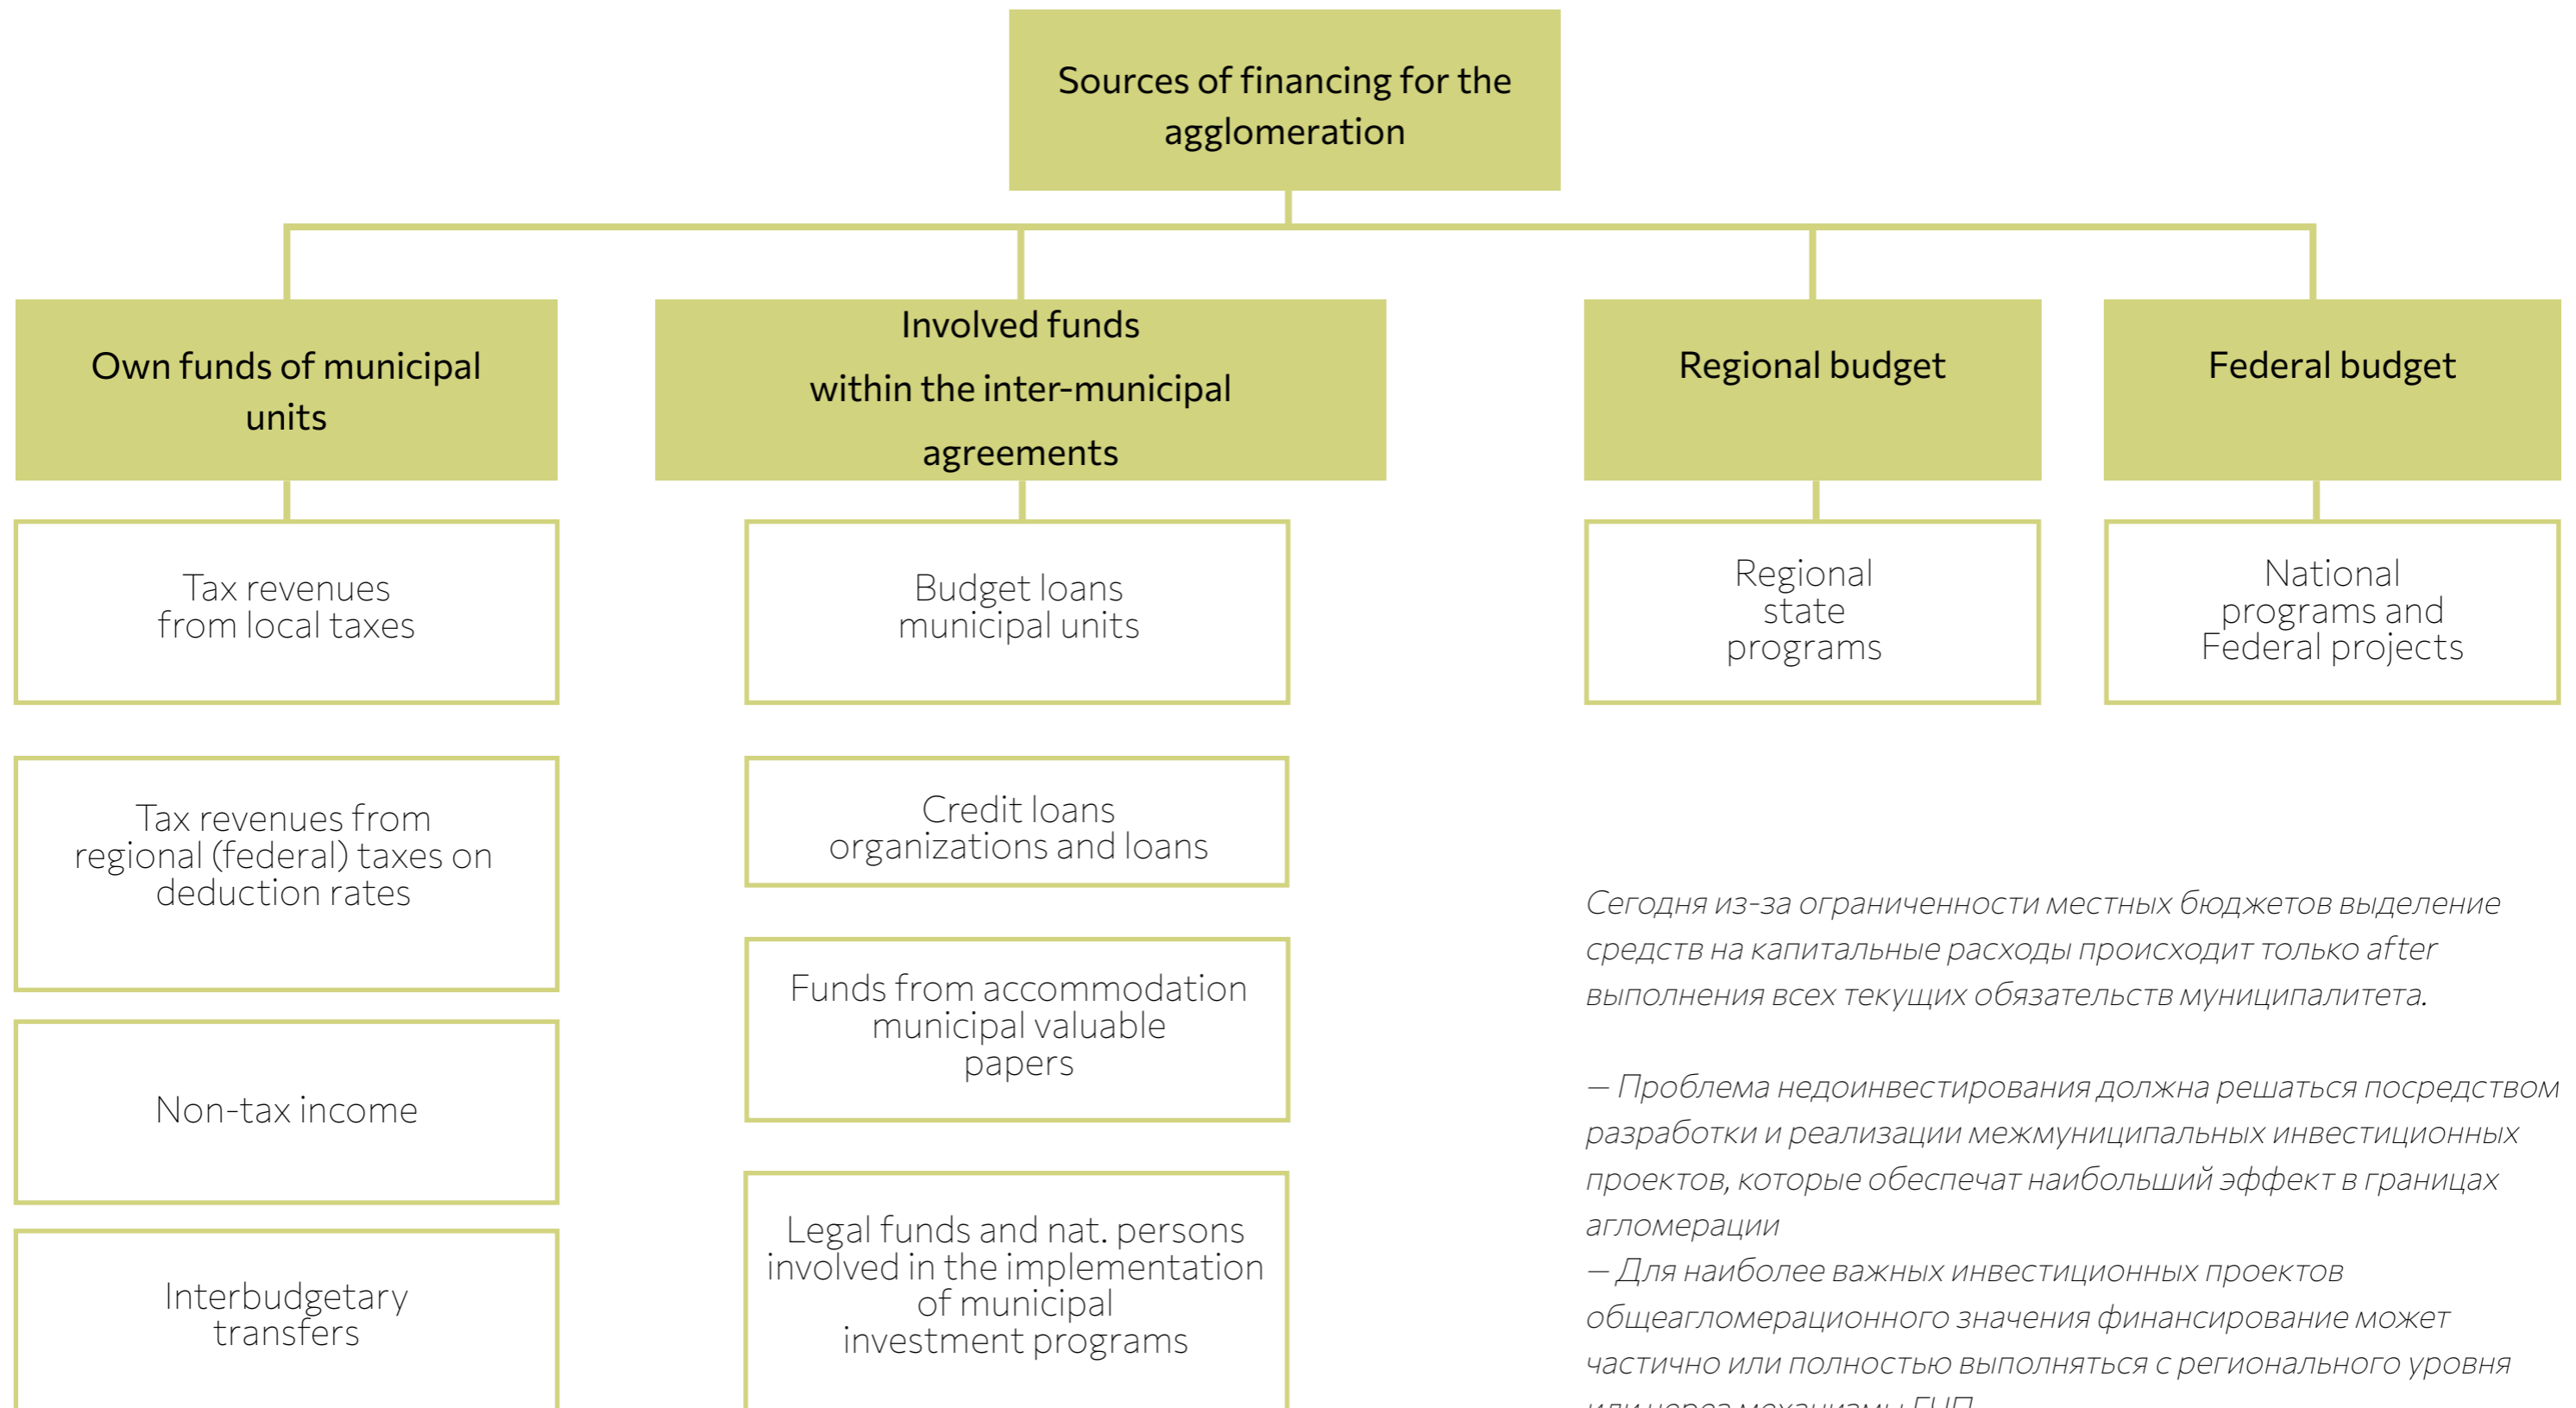 Sources of financing for the
agglomeration
Own funds of municipal
units
Involved funds
within the inter-municipal
agreements
Regional budget
Federal budget
Tax revenues
from local taxes
Budget loans
municipal units
Regional
state
programs
National
programs and
Federal projects
Tax revenues from
regional (federal) taxes on
deduction rates
Credit loans
organizations and loans
Funds from accommodation
municipal valuable
papers
Non-tax income
Legal funds and nat. persons
involved in the implementation
of municipal
investment programs
Interbudgetary
transfers
Сегодня из-за ограниченности местных бюджетов выделение
средств на капитальные расходы происходит только after
выполнения всех текущих обязательств муниципалитета.
— Проблема недоинвестирования должна решаться посредством
разработки и реализации межмуниципальных инвестиционных
проектов, которые обеспечат наибольший эффект в границах
агломерации
— Для наиболее важных инвестиционных проектов
общеагломерационного значения финансирование может
частично или полностью выполняться с регионального уровня
или через механизмы ГЧП